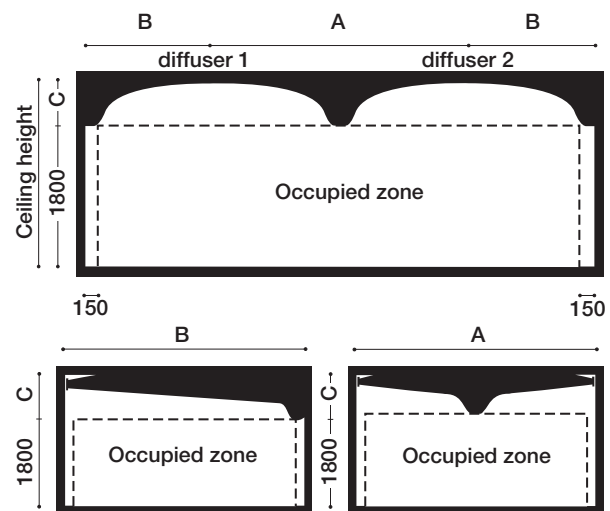 B A B
diffuser 1 diffuser 2
Ceiling height
C
1800
Occupied zone
150 150
B
C
1800
Occupied zone
A
C
1800
Occupied zone